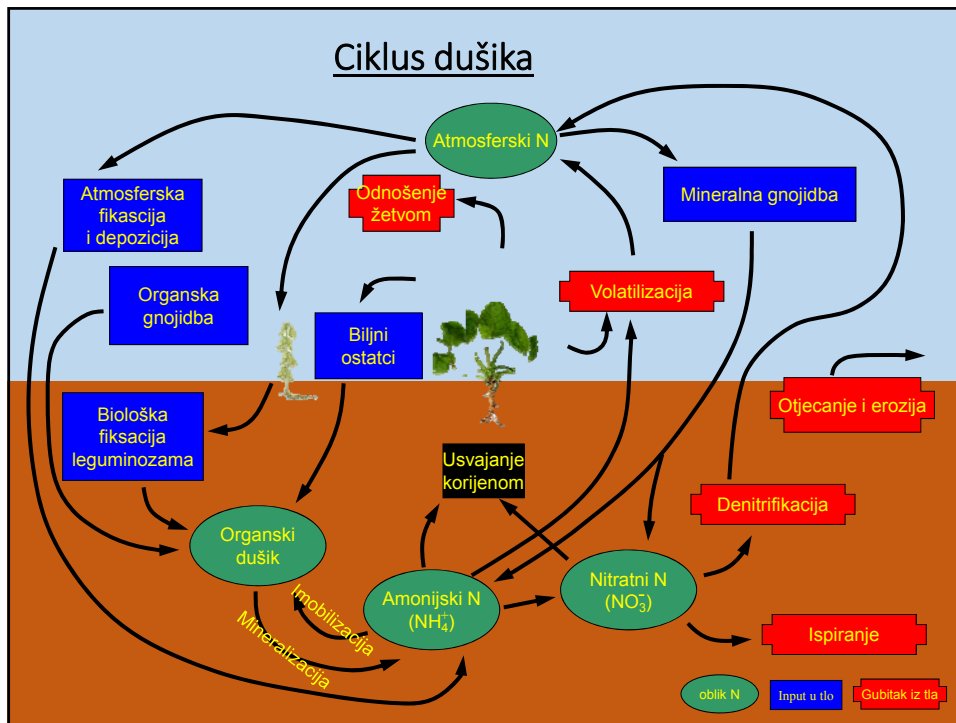 Ciklus dušika
Atmosferski N
Atmosferska
fikascija
i depozicija
Odnošenje
žetvom
Mineralna gnojidba
Organska
gnojidba
Volatilizacija
Biljni
ostatci
Otjecanje i erozija
Biološka
fiksacija
leguminozama
Usvajanje
korijenom
Denitrifikacija
Organski
dušik
Amonijski N
(NH₄⁺)
Nitratni N
(NO₃⁻)
Imobilizacija
Mineralizacija
Ispiranje
oblik N
Input u tlo
Gubitak iz tla